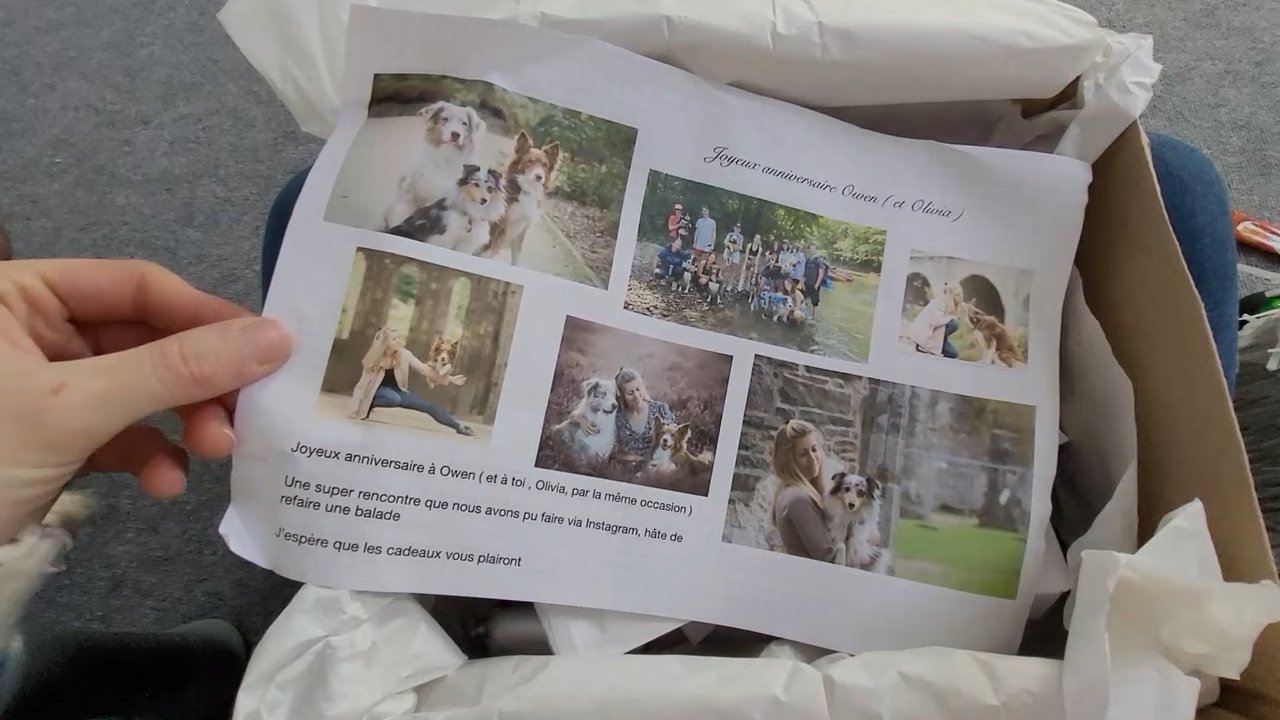 Joyeux anniversaire Owen ( et Olivia )
Joyeux anniversaire à Owen ( et à toi , Olivia, par la même occasion )
Une super rencontre que nous avons pu faire via Instagram, hâte de
refaire une balade
J'espère que les cadeaux vous plairont